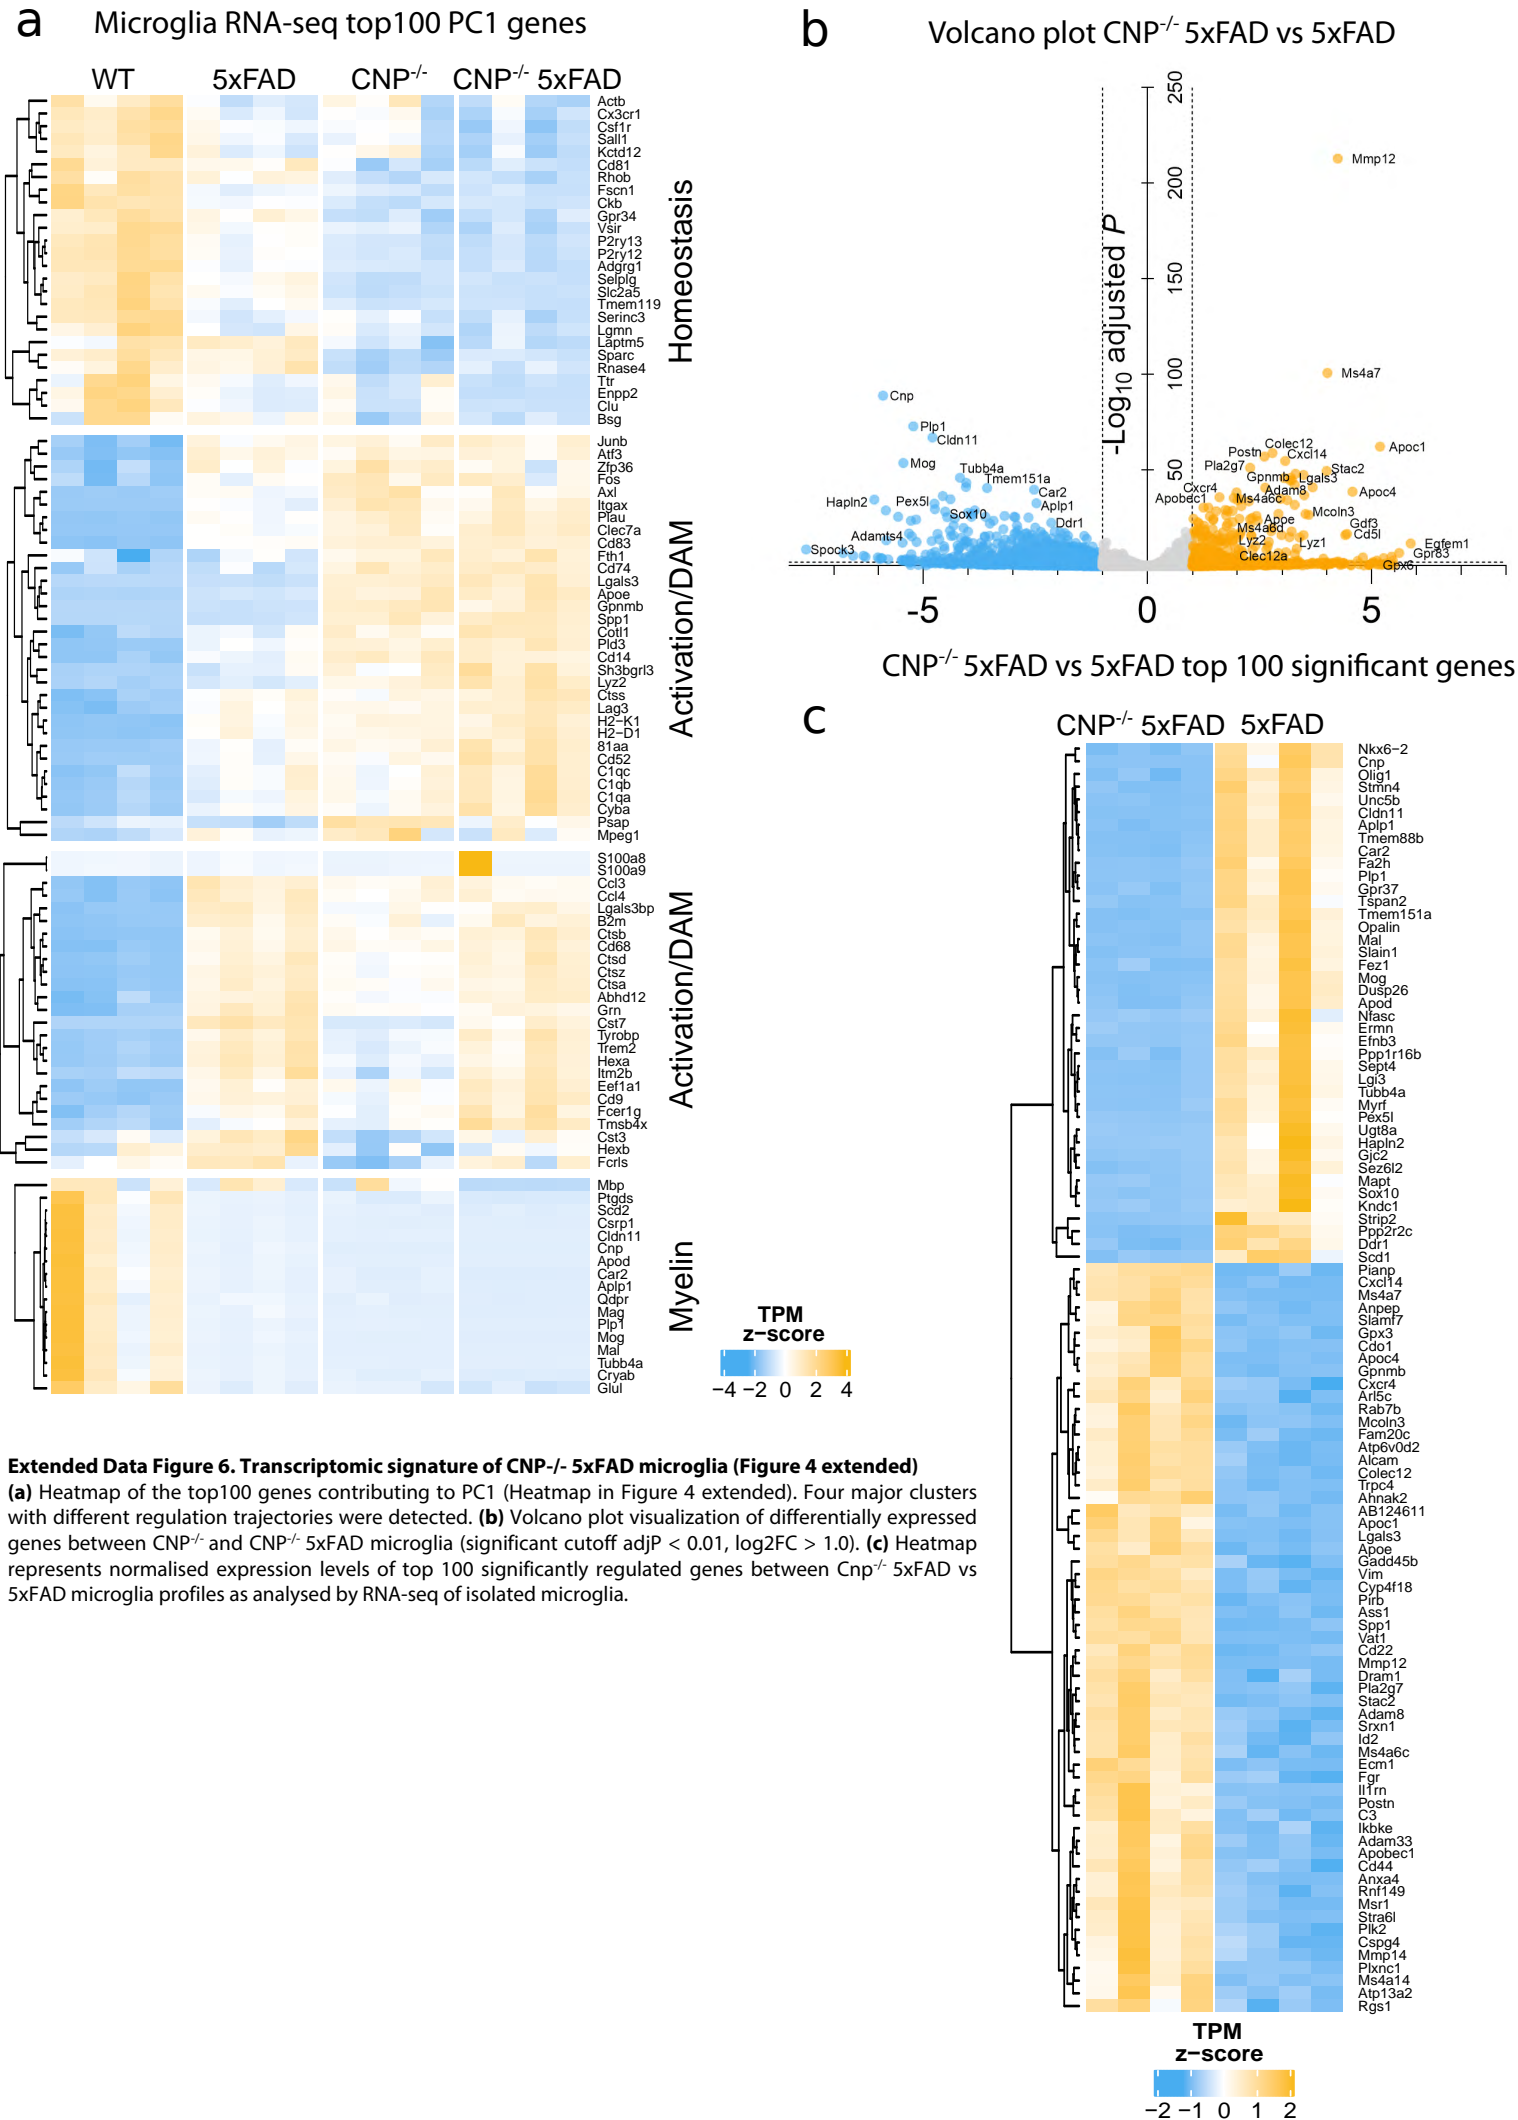 a
Microglia RNA-seq top100 PC1 genes
WT 5xFAD CNP-/- CNP-/- 5xFAD
Actb
Cx3cr1
Csf1r
Sall1
Kctd12
Cd81
Rhob
Fscn1
Ckb
Gpr34
Vsir
P2ry13
P2ry12
Adgrg1
Selplg
Slc2a5
Tmem119
Serinc3
Lgmn
Laptm5
Sparc
Rnase4
Ttr
Enpp2
Clu
Bsg
Homeostasis
Junb
Atf3
Zfp36
Fos
Axl
Itgax
Plau
Clec7a
Cd83
Fth1
Cd74
Lgals3
Apoe
Gpnmb
Spp1
Cotl1
Pld3
Cd14
Sh3bgrl3
Lyz2
Ctss
Lag3
H2−K1
H2−D1
81aa
Cd52
C1qc
C1qb
C1qa
Cyba
Psap
Mpeg1
Activation/DAM
S100a8
S100a9
Ccl3
Ccl4
Lgals3bp
B2m
Ctsb
Cd68
Ctsd
Ctsz
Ctsa
Abhd12
Grn
Cst7
Tyrobp
Trem2
Hexa
Itm2b
Eef1a1
Cd9
Fcer1g
Tmsb4x
Cst3
Hexb
Fcrls
Activation/DAM
Mbp
Ptgds
Scd2
Csrp1
Cldn11
Cnp
Apod
Car2
Aplp1
Qdpr
Mag
Plp1
Mog
Mal
Tubb4a
Cryab
Glul
Myelin
TPM
z−score
−4 −2 0 2 4
b
Volcano plot CNP-/- 5xFAD vs 5xFAD
-Log10 adjusted P
250
200
150
100
50
Mmp12
Ms4a7
Cnp
Plp1
Cldn11
Mog
Tubb4a
Tmem151a
Hapln2
Pex5l
Car2
Aplp1
Sox10
Ddr1
Adamts4
Spock3
Colec12
Postn
Cxcl14
Apoc1
Pla2g7
Stac2
Gpnmb
Lgals3
Cxcr4
Adam8
Apoc4
Apobec1
Ms4a6c
Mcoln3
Apoe
Gdf3
Ms4a6d
Cd5l
Lyz2
Lyz1
Egfem1
Clec12a
Gpr83
Gpx6
-5 0 5
CNP-/- 5xFAD vs 5xFAD top 100 significant genes
c
CNP-/- 5xFAD 5xFAD
Nkx6−2
Cnp
Olig1
Stmn4
Unc5b
Cldn11
Aplp1
Tmem88b
Car2
Fa2h
Plp1
Gpr37
Tspan2
Tmem151a
Opalin
Mal
Slain1
Fez1
Mog
Dusp26
Apod
Nfasc
Ermn
Efnb3
Ppp1r16b
Sept4
Lgi3
Tubb4a
Myrf
Pex5l
Ugt8a
Hapln2
Gjc2
Sez6l2
Mapt
Sox10
Kndc1
Strip2
Ppp2r2c
Ddr1
Scd1
Pianp
Cxcl14
Ms4a7
Anpep
Slamf7
Gpx3
Cdo1
Apoc4
Gpnmb
Cxcr4
Arl5c
Rab7b
Mcoln3
Fam20c
Atp6v0d2
Alcam
Colec12
Trpc4
Ahnak2
AB124611
Apoc1
Lgals3
Apoe
Gadd45b
Vim
Cyp4f18
Pirb
Ass1
Spp1
Vat1
Cd22
Mmp12
Dram1
Pla2g7
Stac2
Adam8
Srxn1
Id2
Ms4a6c
Ecm1
Fgr
Il1rn
Postn
C3
Ikbke
Adam33
Apobec1
Cd44
Anxa4
Rnf149
Msr1
Stra6l
Plk2
Cspg4
Mmp14
Plxnc1
Ms4a14
Atp13a2
Rgs1
TPM
z−score
−2 −1 0 1 2
Extended Data Figure 6. Transcriptomic signature of CNP-/- 5xFAD microglia (Figure 4 extended)
(a) Heatmap of the top100 genes contributing to PC1 (Heatmap in Figure 4 extended). Four major clusters
with different regulation trajectories were detected. (b) Volcano plot visualization of differentially expressed
genes between CNP-/- and CNP-/- 5xFAD microglia (significant cutoff adjP < 0.01, log2FC > 1.0). (c) Heatmap
represents normalised expression levels of top 100 significantly regulated genes between Cnp-/- 5xFAD vs
5xFAD microglia profiles as analysed by RNA-seq of isolated microglia.